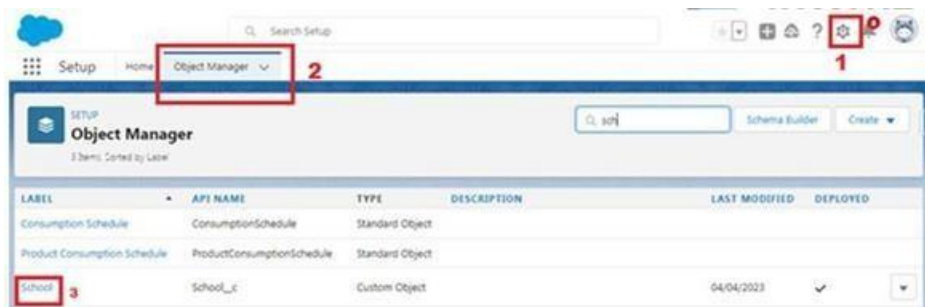 Search Setup
?
1
Setup Home Object Manager
2
SETUP
Object Manager
3 Items, Sorted by Label
sch
Schema Builder
Create
LABEL API NAME TYPE DESCRIPTION LAST MODIFIED DEPLOYED
Consumption Schedule ConsumptionSchedule Standard Object
Product Consumption Schedule ProductConsumptionSchedule Standard Object
School 3 School__c Custom Object 04/04/2023